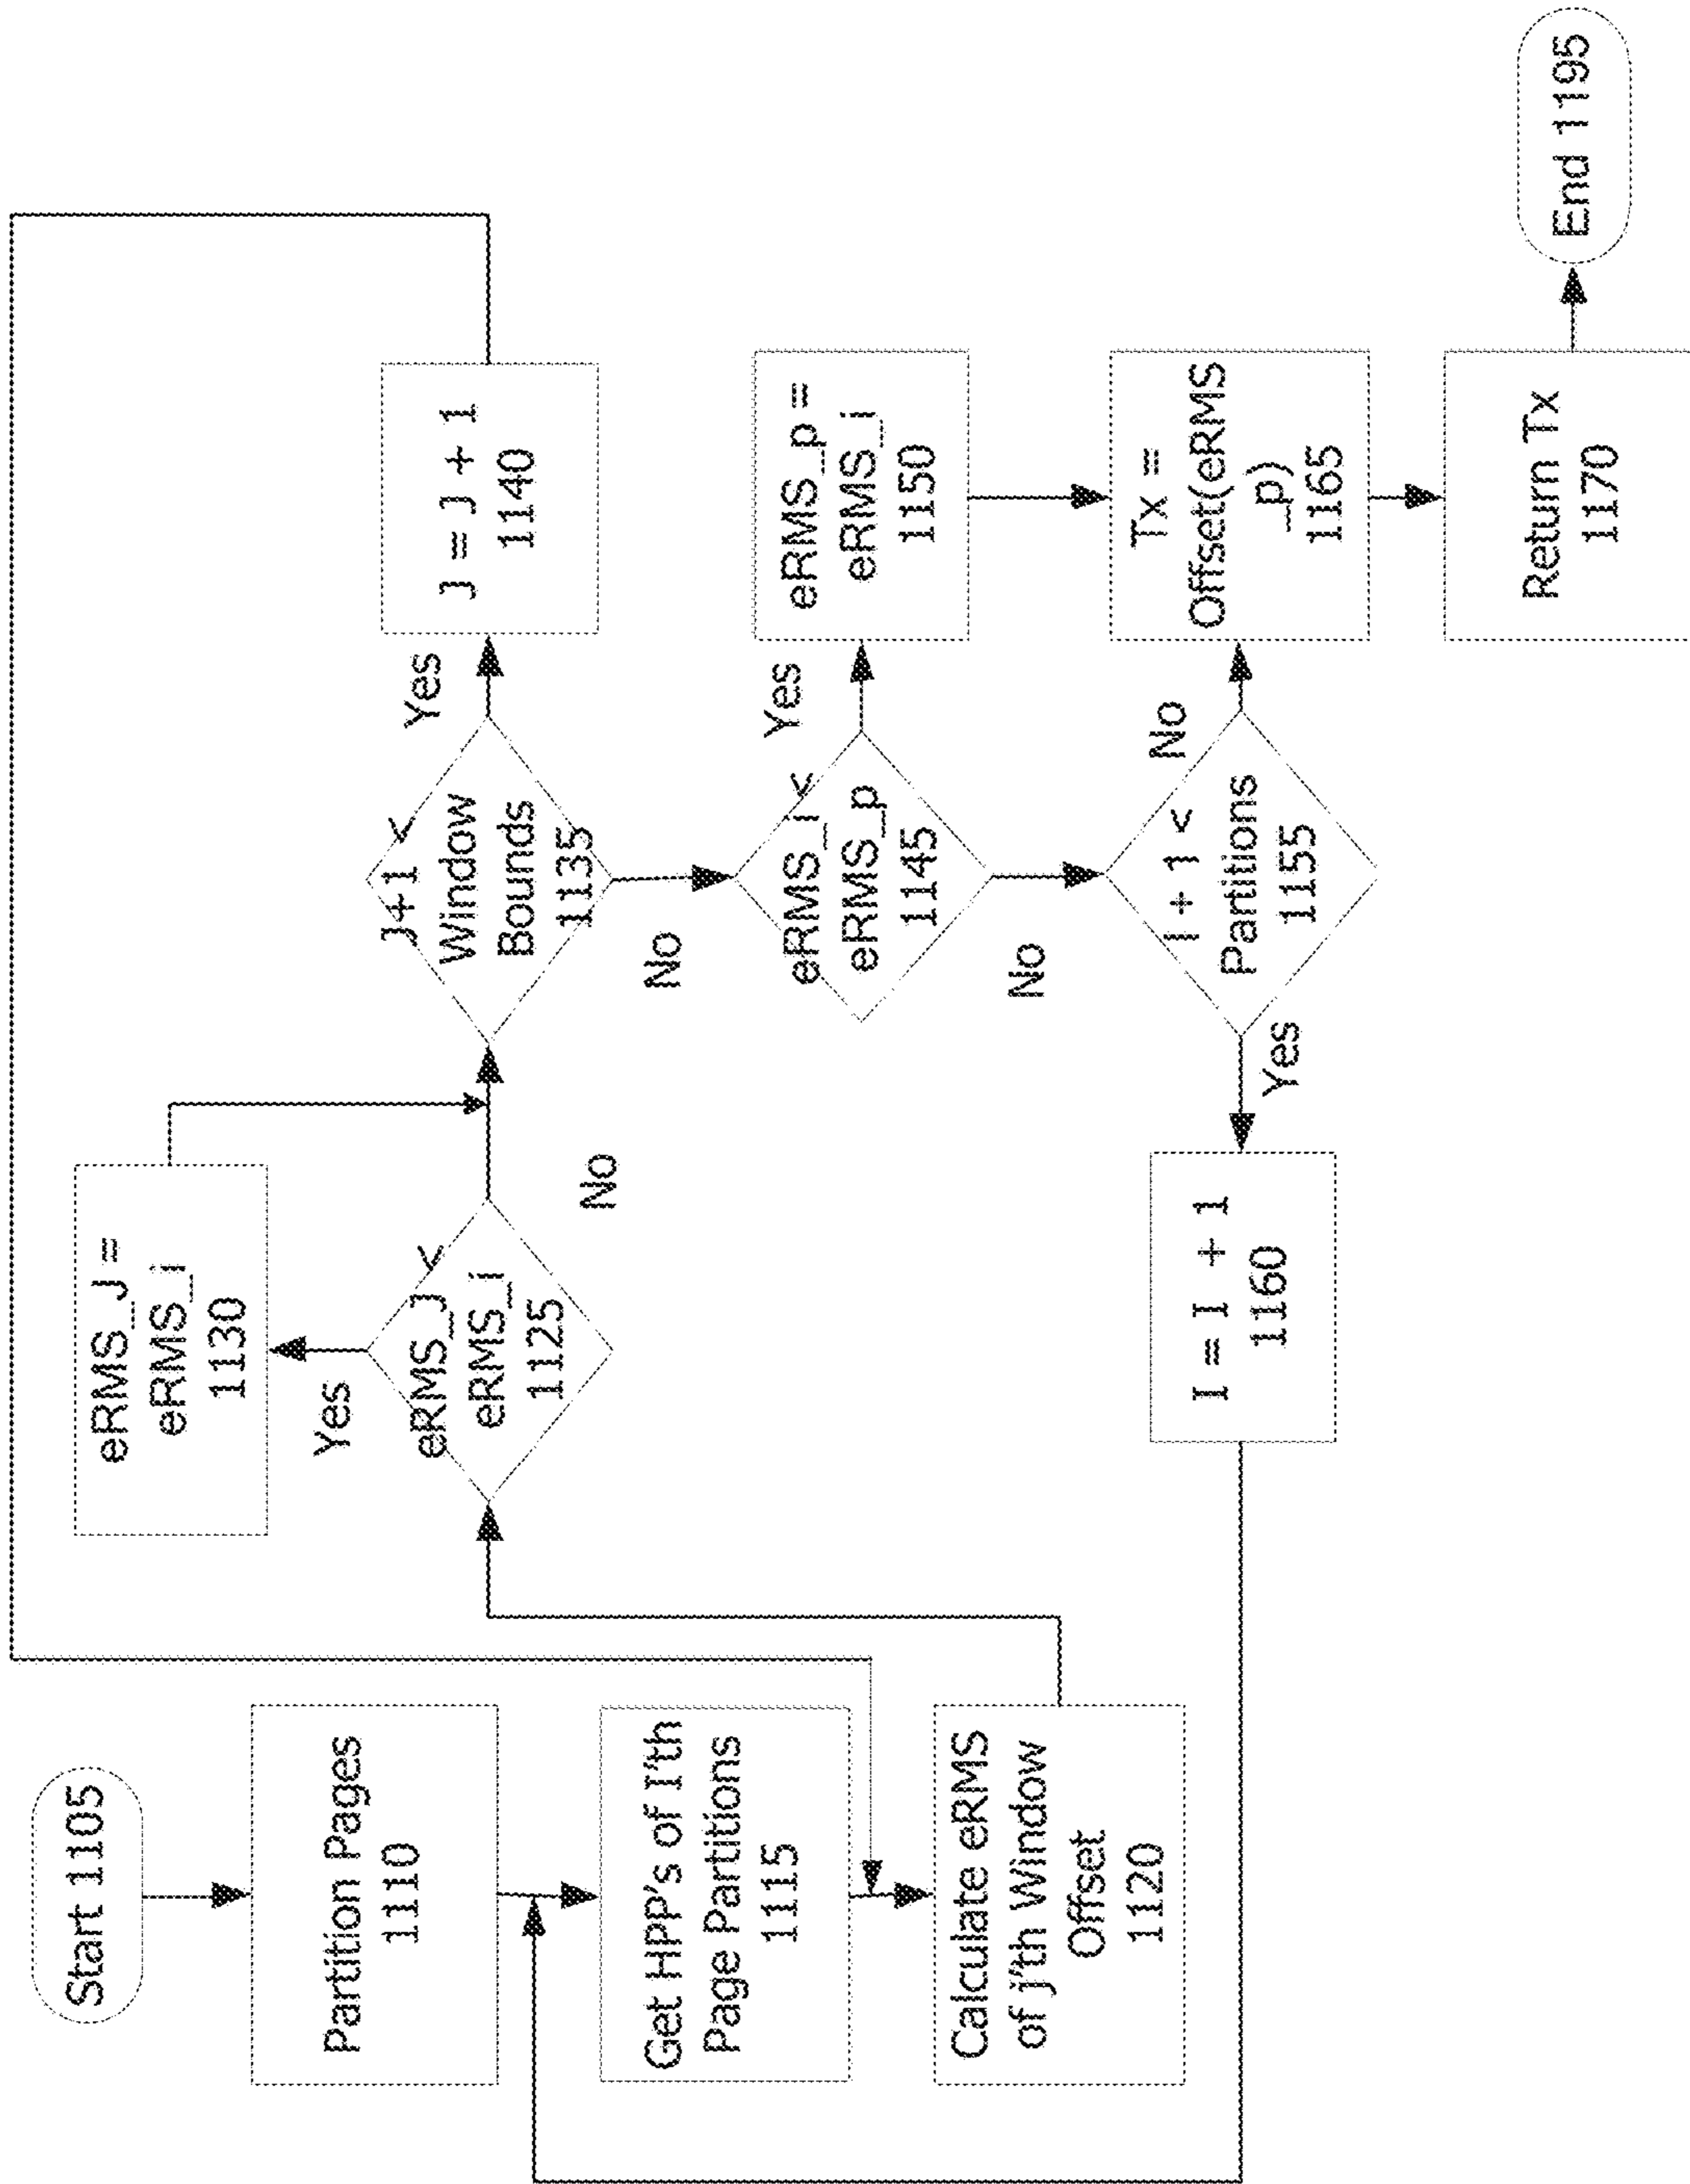 Start 1105
Partition Pages
1110
Get HPP's of I'th
Page Partitions
1115
Calculate eRMS
of j'th Window
Offset
1120
eRMS_J <
eRMS_i
1125
Yes
No
eRMS_J =
eRMS_i
1130
J+1 <
Window
Bounds
1135
Yes
No
J = J + 1
1140
eRMS_i <
eRMS_p
1145
Yes
No
eRMS_p =
eRMS_i
1150
I + 1 <
Partitions
1155
Yes
No
I = I + 1
1160
Tx =
Offset(eRMS
_p)
1165
Return Tx
1170
End 1195